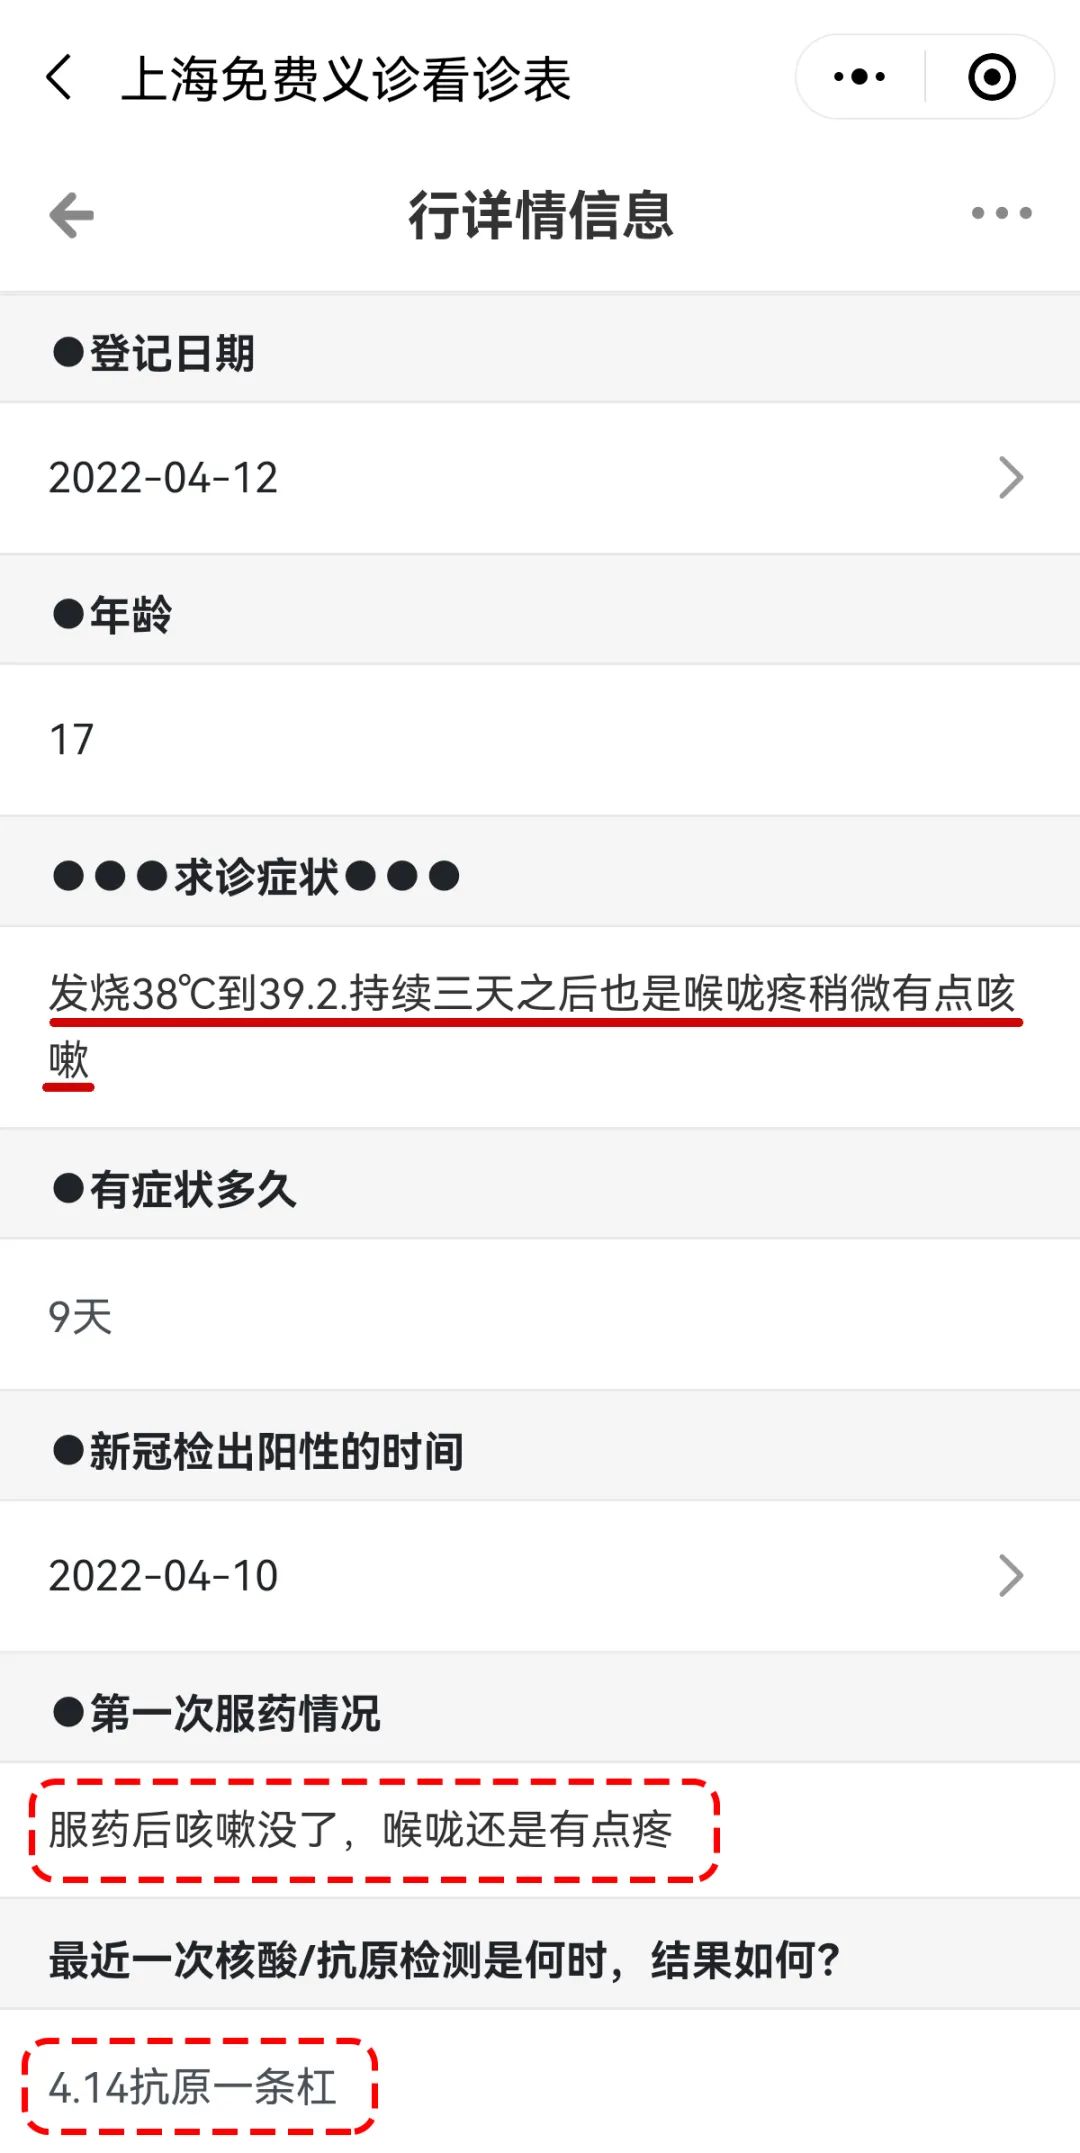 上海免费义诊看诊表
行详情信息
●登记日期
2022-04-12
●年龄
17
●●●求诊症状●●●
发烧38℃到39.2.持续三天之后也是喉咙疼稍微有点咳
嗽
●有症状多久
9天
●新冠检出阳性的时间
2022-04-10
●第一次服药情况
服药后咳嗽没了，喉咙还是有点疼
最近一次核酸/抗原检测是何时，结果如何？
4.14抗原一条杠